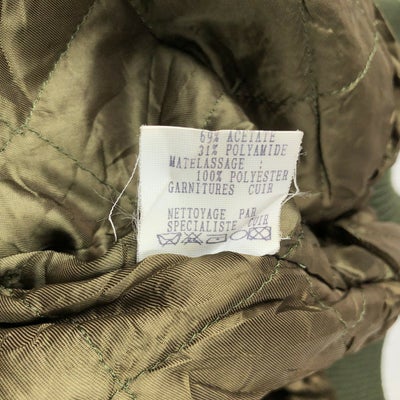 69% ACETATE
31% POLYAMIDE
MATELASSAGE :
100% POLYESTER
GARNITURES CUIR
NETTOYAGE PAR
SPECIALISTE CUIR